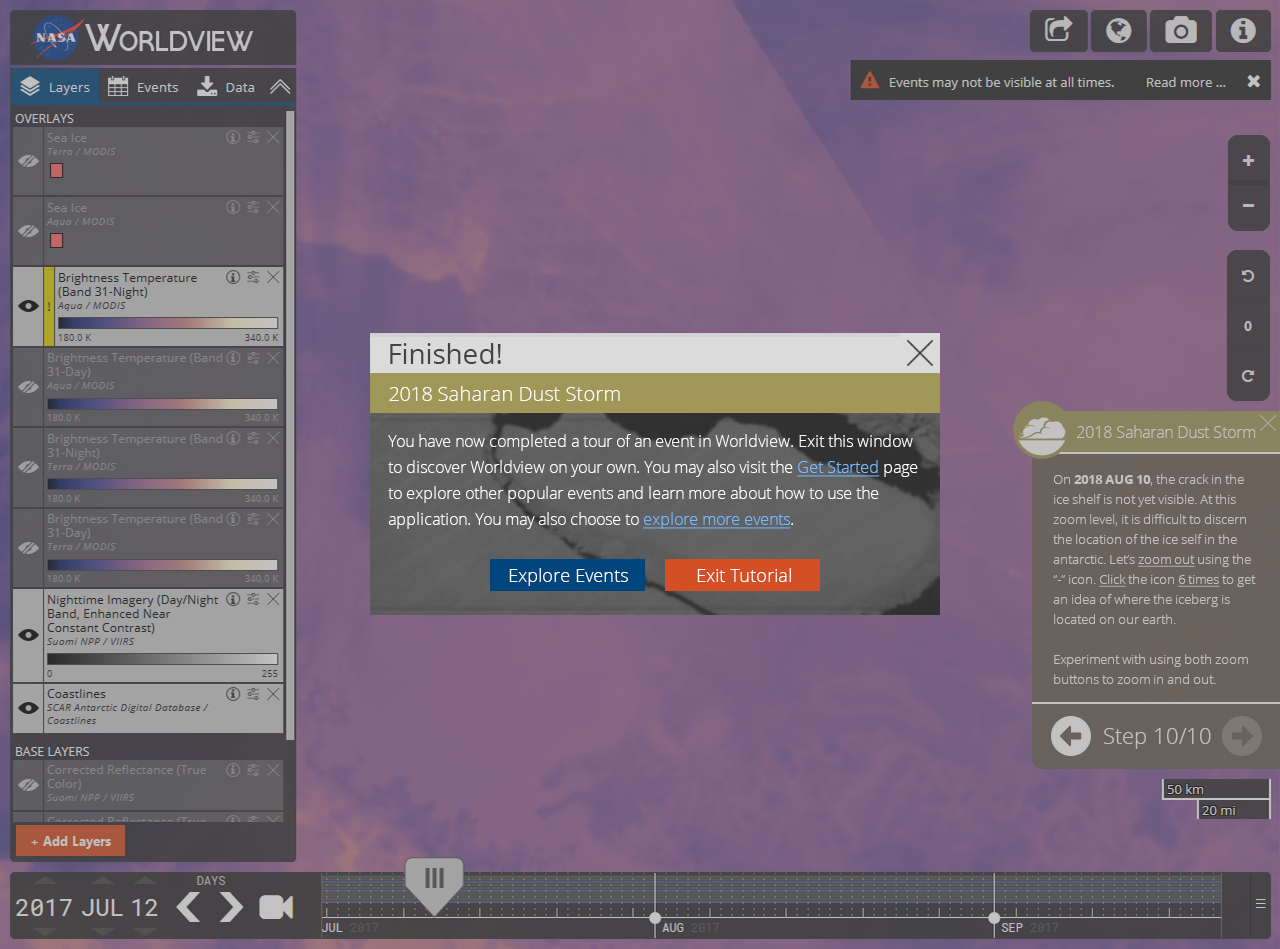 NASA WORLDVIEW
Layers Events Data
OVERLAYS
Sea Ice
Terra / MODIS
Sea Ice
Aqua / MODIS
Brightness Temperature
(Band 31-Night)
Aqua / MODIS
!
180.0 K 340.0 K
Brightness Temperature (Band
31-Day)
Aqua / MODIS
180.0 K 340.0 K
Brightness Temperature (Band
31-Night)
Terra / MODIS
180.0 K 340.0 K
Brightness Temperature (Band
31-Day)
Terra / MODIS
180.0 K 340.0 K
Nighttime Imagery (Day/Night
Band, Enhanced Near
Constant Contrast)
Suomi NPP / VIIRS
0 255
Coastlines
SCAR Antarctic Digital Database /
Coastlines
BASE LAYERS
Corrected Reflectance (True
Color)
Suomi NPP / VIIRS
Corrected Reflectance (True
+ Add Layers
Events may not be visible at all times. Read more ...
+
−
0
Finished!
2018 Saharan Dust Storm
You have now completed a tour of an event in Worldview. Exit this window
to discover Worldview on your own. You may also visit the Get Started page
to explore other popular events and learn more about how to use the
application. You may also choose to explore more events.
Explore Events Exit Tutorial
2018 Saharan Dust Storm
On 2018 AUG 10, the crack in the
ice shelf is not yet visible. At this
zoom level, it is difficult to discern
the location of the ice self in the
antarctic. Let's zoom out using the
"-" icon. Click the icon 6 times to get
an idea of where the iceberg is
located on our earth.
Experiment with using both zoom
buttons to zoom in and out.
Step 10/10
50 km
20 mi
DAYS
2017 JUL 12
JUL 2017 AUG 2017 SEP 2017